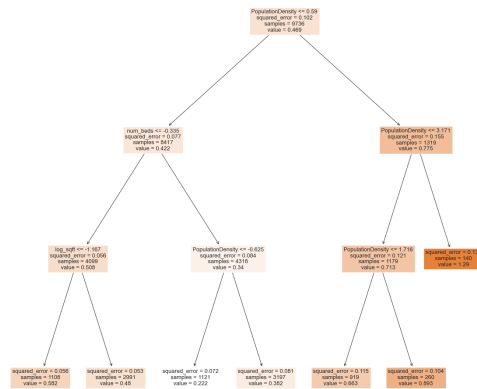 PopulationDensity <= 0.59
squared_error = 0.102
samples = 9736
value = 0.469
num_beds <= -0.335
squared_error = 0.077
samples = 8417
value = 0.422
PopulationDensity <= 3.171
squared_error = 0.155
samples = 1319
value = 0.775
log_sqft <= -1.167
squared_error = 0.056
samples = 4099
value = 0.508
PopulationDensity <= -0.625
squared_error = 0.084
samples = 4318
value = 0.34
PopulationDensity <= 1.716
squared_error = 0.121
samples = 1179
value = 0.713
squared_error = 0.13
samples = 140
value = 1.29
squared_error = 0.056
samples = 1108
value = 0.582
squared_error = 0.053
samples = 2991
value = 0.48
squared_error = 0.072
samples = 1121
value = 0.222
squared_error = 0.081
samples = 3197
value = 0.382
squared_error = 0.115
samples = 919
value = 0.663
squared_error = 0.104
samples = 260
value = 0.893